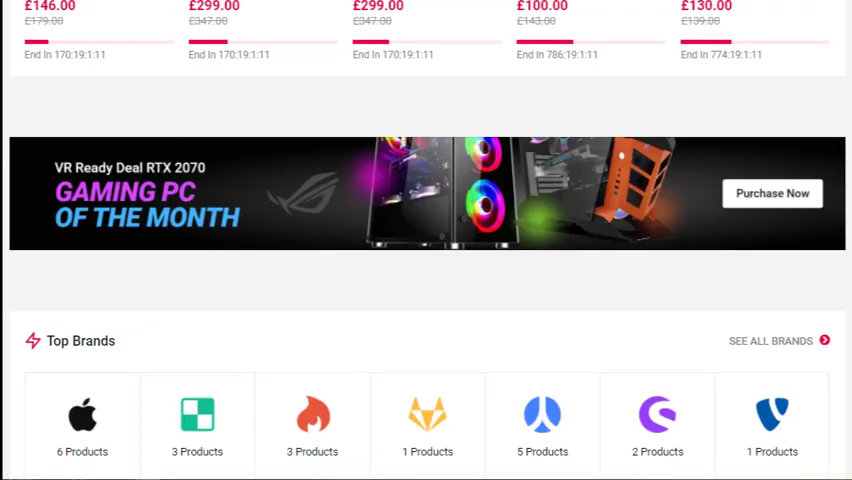 £146.00 £299.00 £299.00 £100.00 £130.00
£179.00 £347.00 £347.00 £143.00 £139.00
End In 170:19:1:11 End In 170:19:1:11 End In 170:19:1:11 End In 786:19:1:11 End In 774:19:1:11
VR Ready Deal RTX 2070
GAMING PC
OF THE MONTH
Purchase Now
Top Brands SEE ALL BRANDS
6 Products 3 Products 3 Products 1 Products 5 Products 2 Products 1 Products